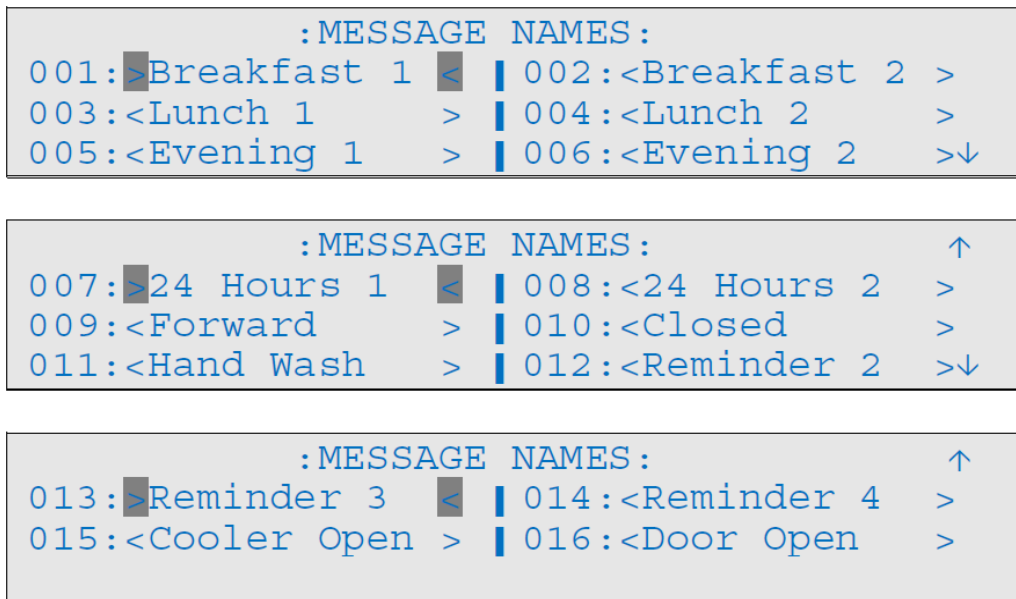 :MESSAGE NAMES:
001:>Breakfast 1 < | 002:<Breakfast 2 >
003:<Lunch 1 > | 004:<Lunch 2 >
005:<Evening 1 > | 006:<Evening 2 >↓
:MESSAGE NAMES: ↑
007:>24 Hours 1 < | 008:<24 Hours 2 >
009:<Forward > | 010:<Closed >
011:<Hand Wash > | 012:<Reminder 2 >↓
:MESSAGE NAMES: ↑
013:>Reminder 3 < | 014:<Reminder 4 >
015:<Cooler Open > | 016:<Door Open >